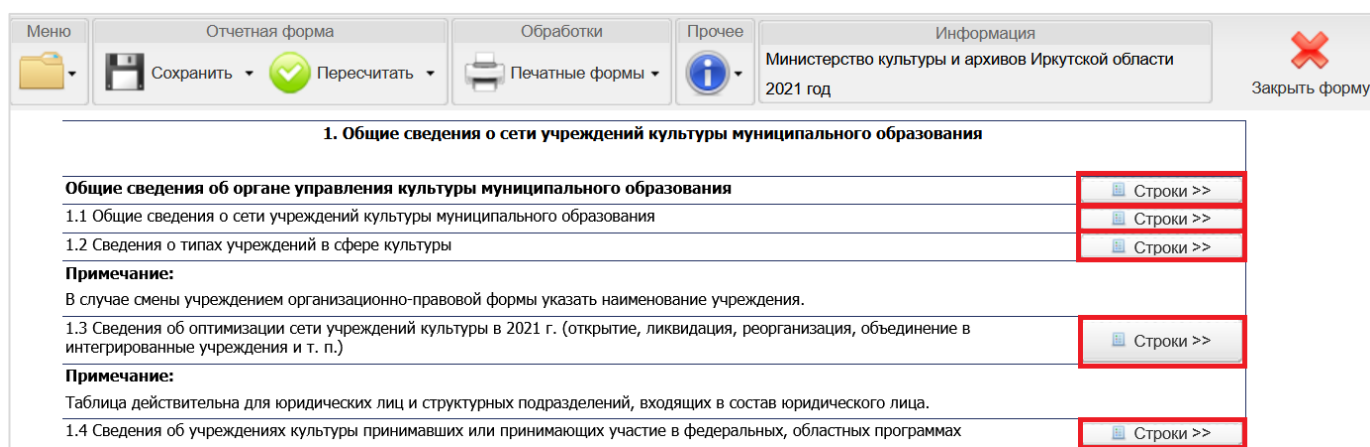 Меню
Отчетная форма
Обработки
Прочее
Информация
Сохранить
Пересчитать
Печатные формы
Министерство культуры и архивов Иркутской области
2021 год
Закрыть форму
1. Общие сведения о сети учреждений культуры муниципального образования
Общие сведения об органе управления культуры муниципального образования
Строки >>
1.1 Общие сведения о сети учреждений культуры муниципального образования
Строки >>
1.2 Сведения о типах учреждений в сфере культуры
Строки >>
Примечание:
В случае смены учреждением организационно-правовой формы указать наименование учреждения.
1.3 Сведения об оптимизации сети учреждений культуры в 2021 г. (открытие, ликвидация, реорганизация, объединение в
интегрированные учреждения и т. п.)
Строки >>
Примечание:
Таблица действительна для юридических лиц и структурных подразделений, входящих в состав юридического лица.
1.4 Сведения об учреждениях культуры принимавших или принимающих участие в федеральных, областных программах
Строки >>